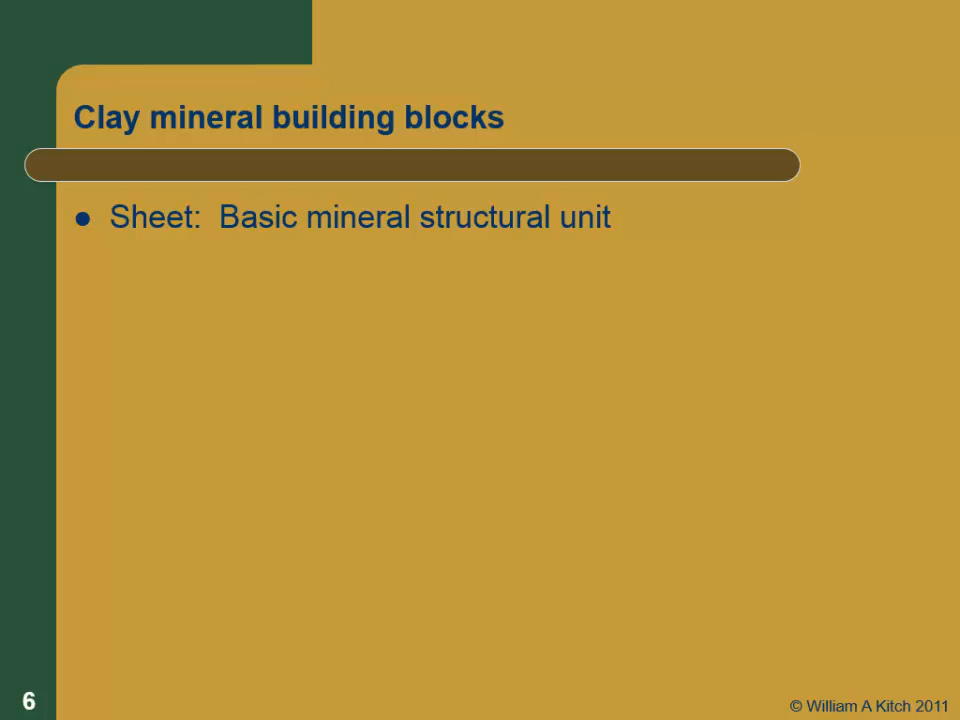 Clay mineral building blocks
● Sheet:  Basic mineral structural unit
6
© William A Kitch 2011